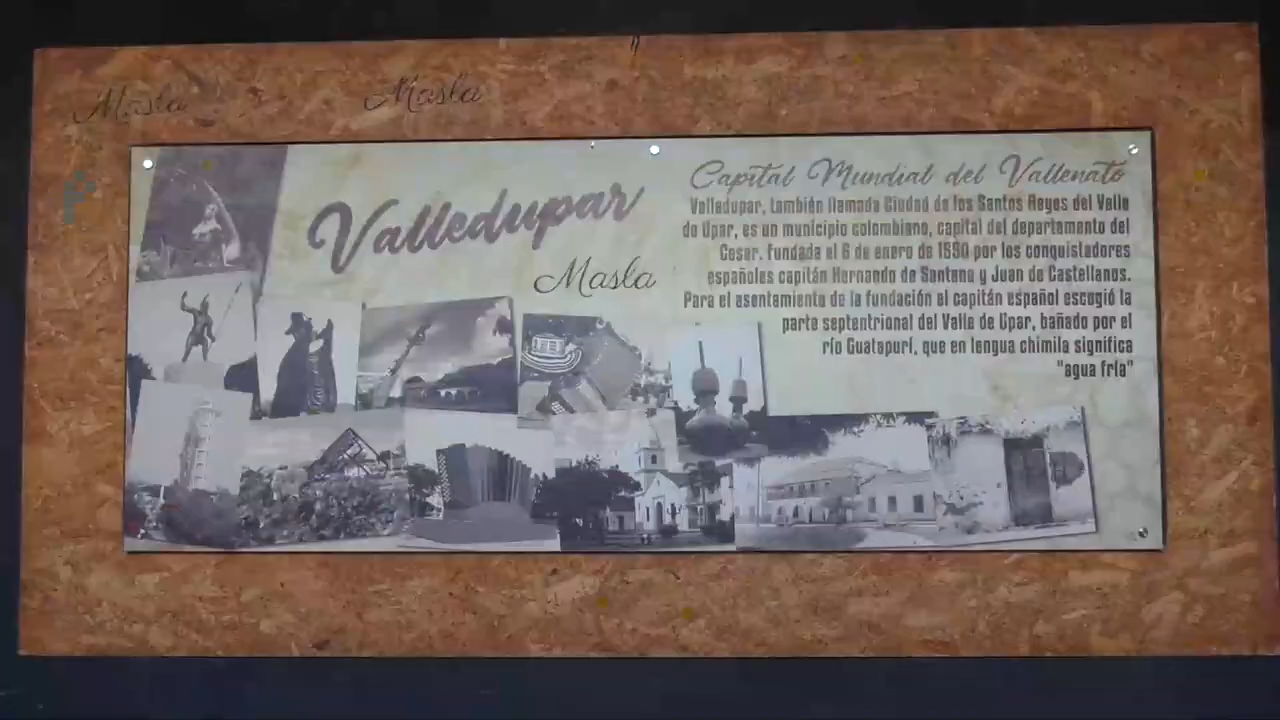 Masla
Masla
Valledupar
Masla
Capital Mundial del Vallenato
Valledupar, también llamada Ciudad de los Santos Reyes del Valle
de Upar, es un municipio colombiano, capital del departamento del
Cesar. Fundada el 6 de enero de 1550 por los conquistadores
españoles capitán Hernando de Santana y Juan de Castellanos.
Para el asentamiento de la fundación el capitán español escogió la
parte septentrional del Valle de Upar, bañado por el
río Guatapurí, que en lengua chimila significa
"agua fría"